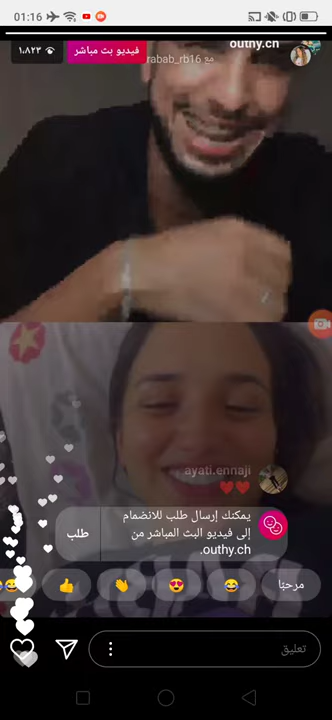 01:16
١٬٨٢٣
فيديو بث مباشر
outhy.ch
مع rabab_rb16
ayati.ennaji
يمكنك إرسال طلب للانضمام
إلى فيديو البث المباشر من
outhy.ch.
طلب
مرحبًا
تعليق